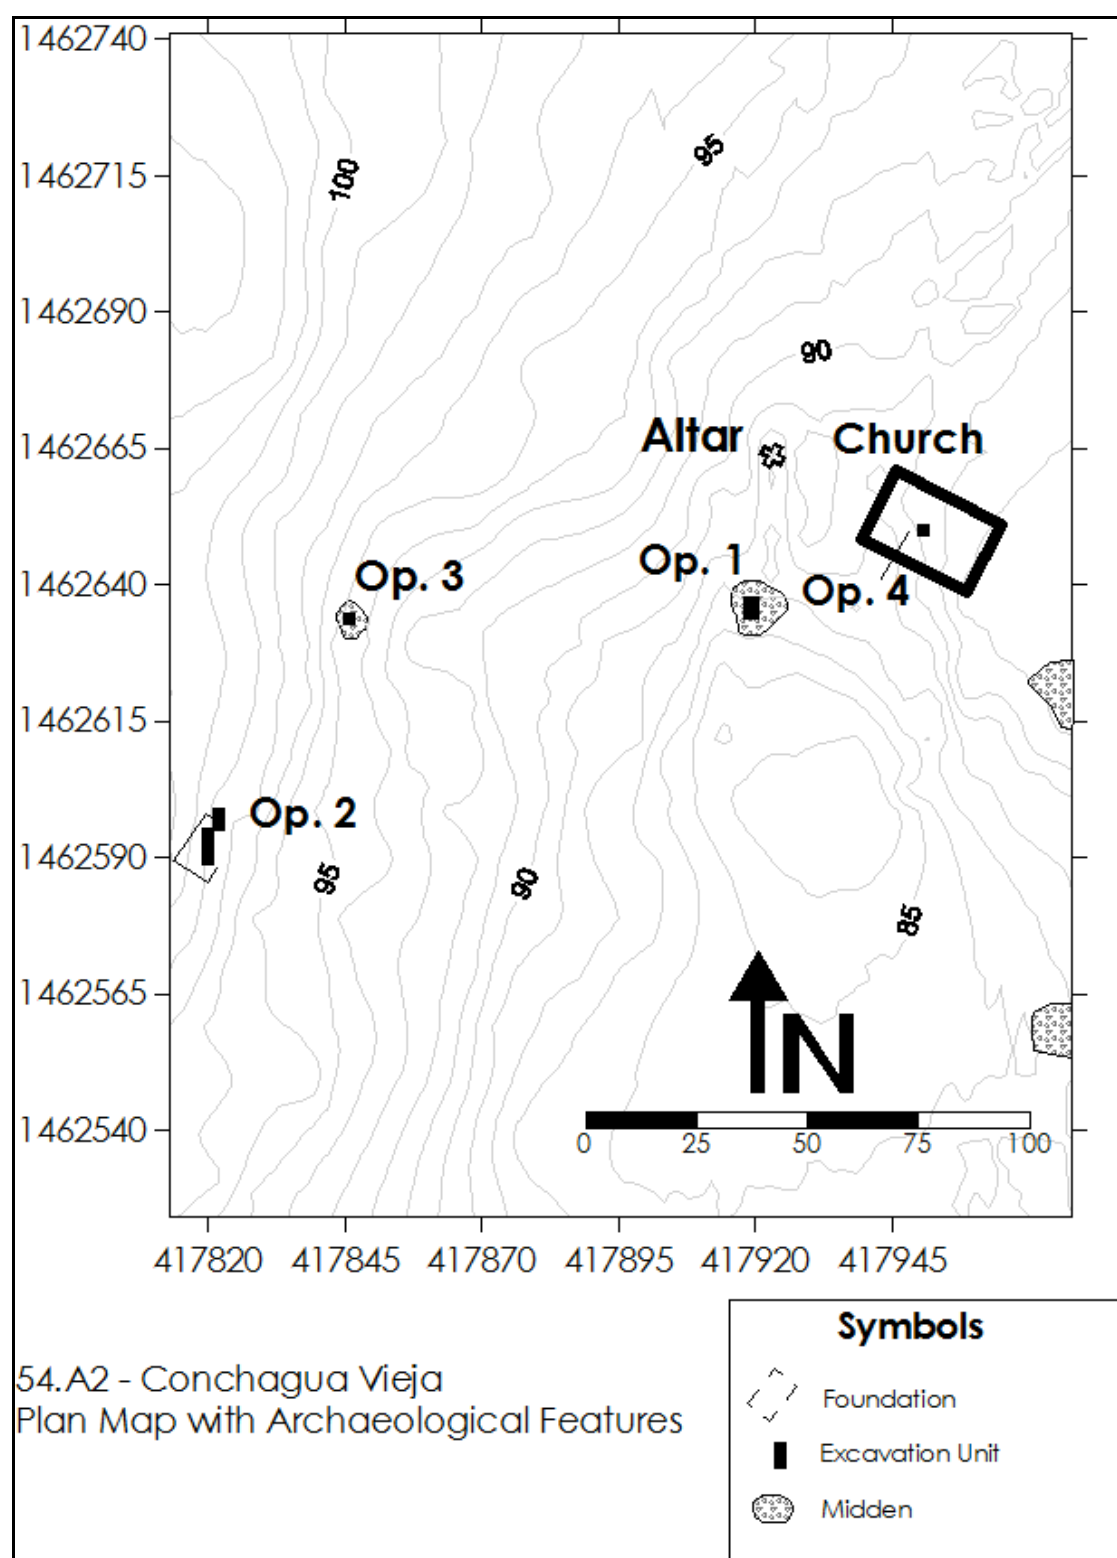 1462740
1462715
1462690
1462665
1462640
1462615
1462590
1462565
1462540
100
95
90
Altar
Church
Op. 3
Op. 1
Op. 4
Op. 2
95
90
85
N
0 25 50 75 100
417820 417845 417870 417895 417920 417945
54.A2 - Conchagua Vieja
Plan Map with Archaeological Features
Symbols
Foundation
Excavation Unit
Midden